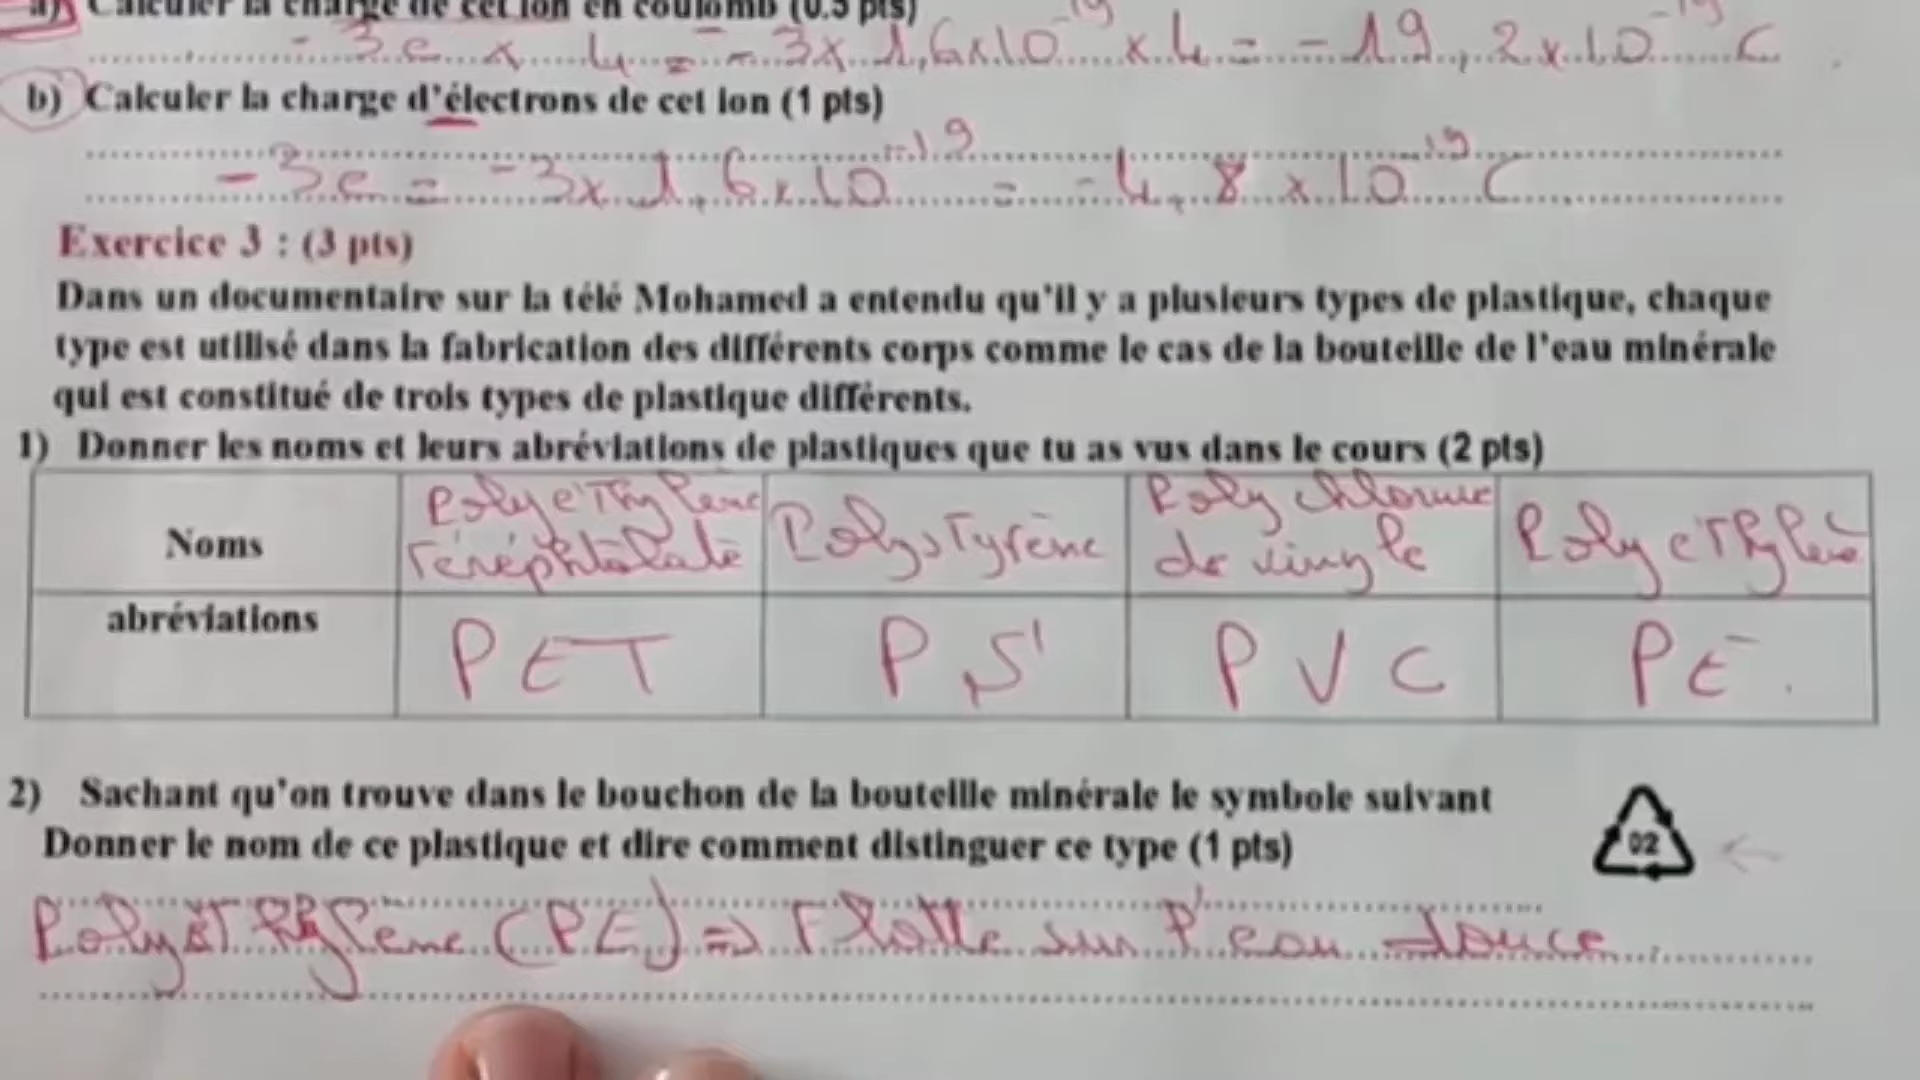 a) Calculer la charge de cet ion en coulomb (0.5 pts)
- 3e x 4 = - 3x 1,6x10^-19 x 4 = - 19,2x10^-19 C
b) Calculer la charge d'électrons de cet ion (1 pts)
- 3e = -3x 1,6x10^-19 = -4,8 x10^-19 C
Exercice 3 : (3 pts)
Dans un documentaire sur la télé Mohamed a entendu qu'il y a plusieurs types de plastique, chaque
type est utilisé dans la fabrication des différents corps comme le cas de la bouteille de l'eau minérale
qui est constitué de trois types de plastique différents.
1) Donner les noms et leurs abréviations de plastiques que tu as vus dans le cours (2 pts)
Noms
Polyethylene
Téréphtalate
Polystyrène
Poly chlorure
de vinyle
Polyethylène
abréviations
PET
PS
PVC
PE
2) Sachant qu'on trouve dans le bouchon de la bouteille minérale le symbole suivant
02
Donner le nom de ce plastique et dire comment distinguer ce type (1 pts)
Polyéthylène (PE) => Flotte sur l'eau douce